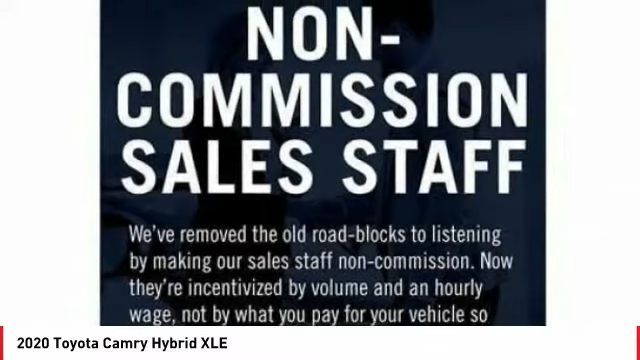 NON-
COMMISSION
SALES STAFF
We've removed the old road-blocks to listening
by making our sales staff non-commission. Now
they're incentivized by volume and an hourly
wage, not by what you pay for your vehicle so
2020 Toyota Camry Hybrid XLE